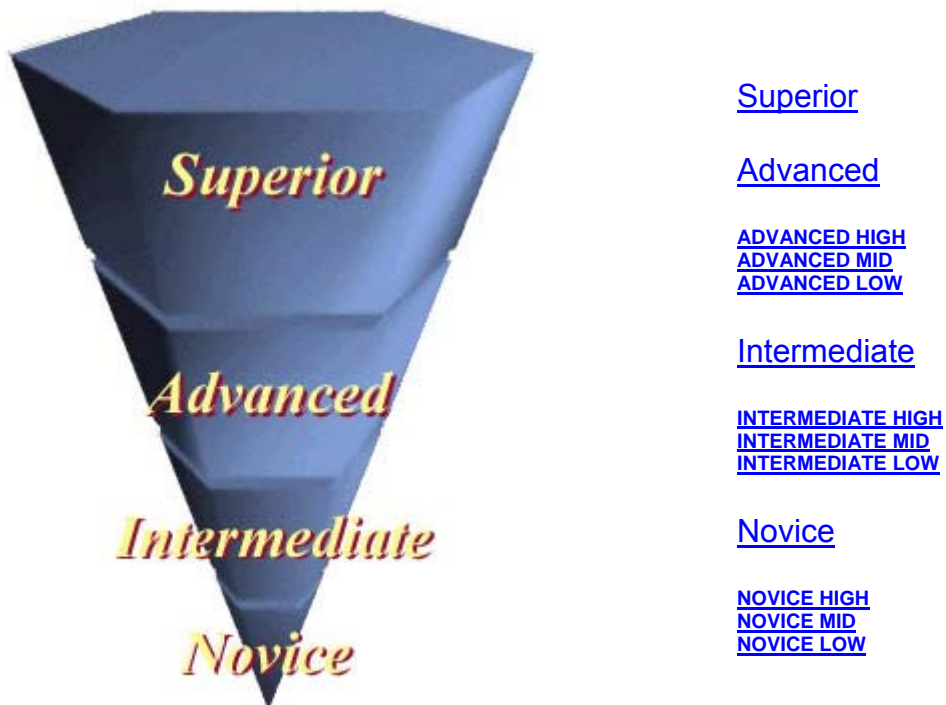 Superior
Advanced
Intermediate
Novice
Superior
Advanced
ADVANCED HIGH
ADVANCED MID
ADVANCED LOW
Intermediate
INTERMEDIATE HIGH
INTERMEDIATE MID
INTERMEDIATE LOW
Novice
NOVICE HIGH
NOVICE MID
NOVICE LOW